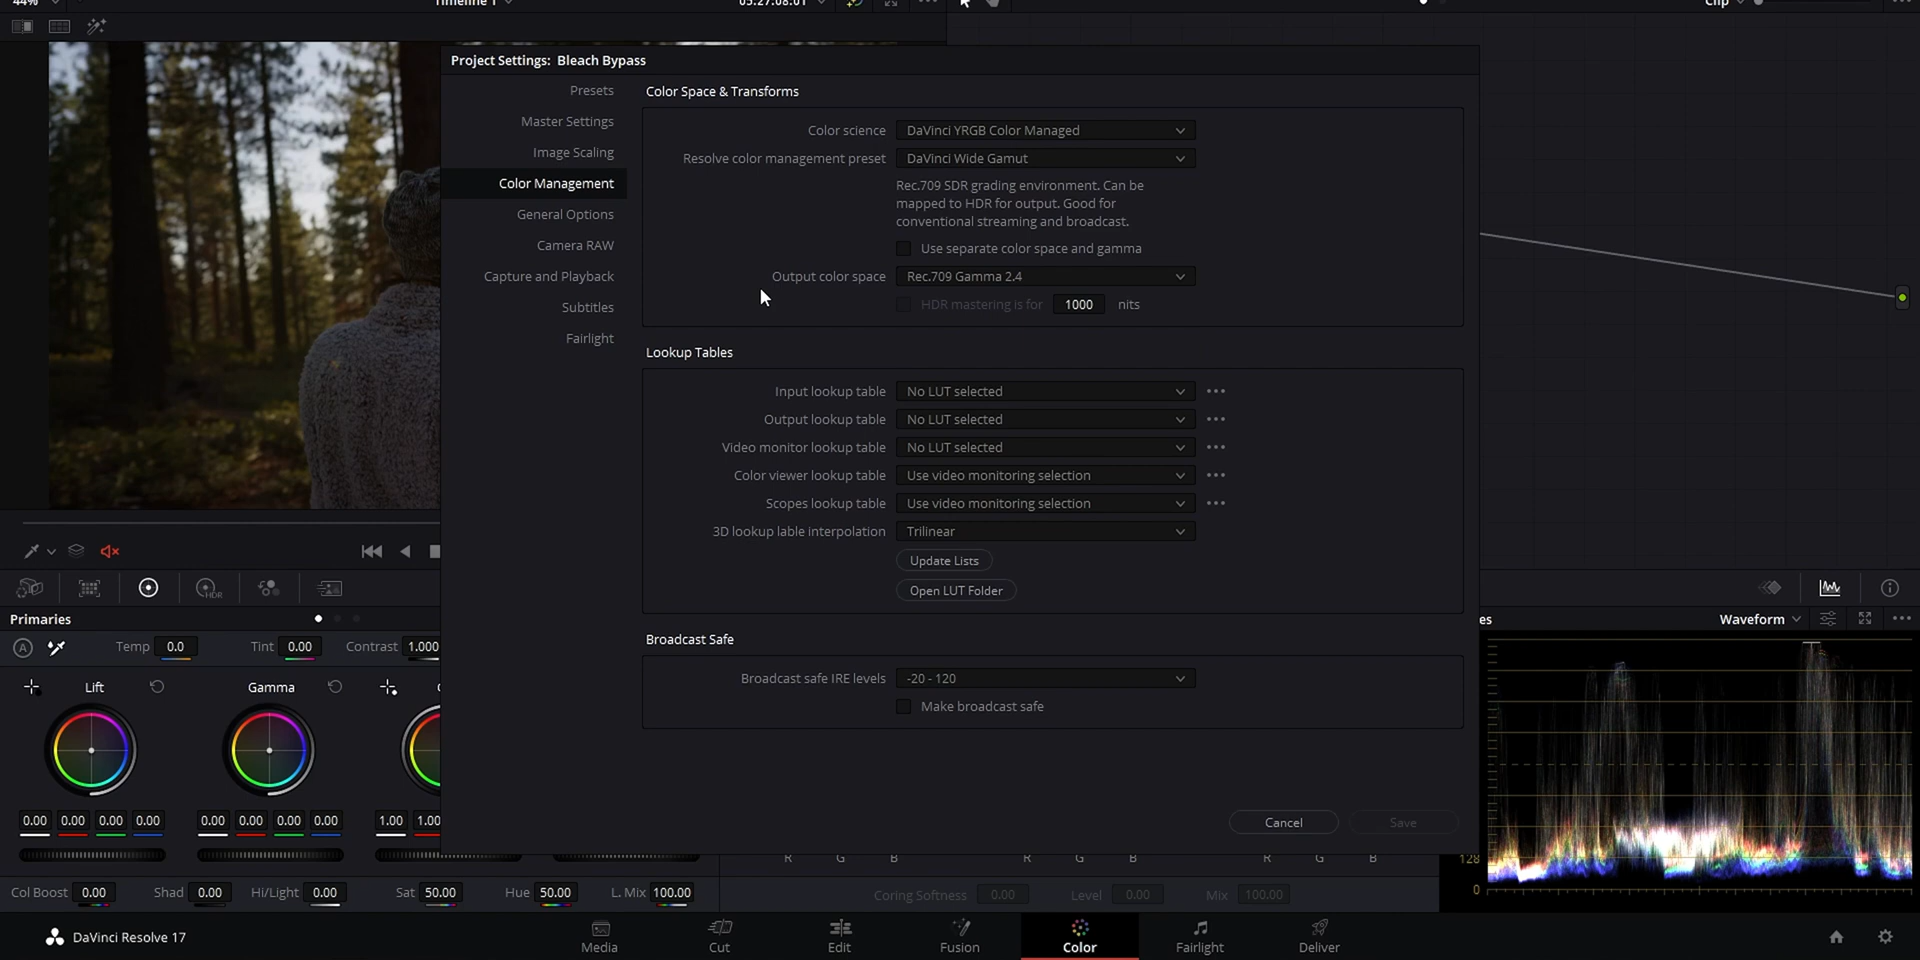 44%
Timeline 1
05:27:08:01
Clip
Project Settings: Bleach Bypass
Presets
Master Settings
Image Scaling
Color Management
General Options
Camera RAW
Capture and Playback
Subtitles
Fairlight
Color Space & Transforms
Color science DaVinci YRGB Color Managed
Resolve color management preset DaVinci Wide Gamut
Rec.709 SDR grading environment. Can be
mapped to HDR for output. Good for
conventional streaming and broadcast.
Use separate color space and gamma
Output color space Rec.709 Gamma 2.4
HDR mastering is for 1000 nits
Lookup Tables
Input lookup table No LUT selected
Output lookup table No LUT selected
Video monitor lookup table No LUT selected
Color viewer lookup table Use video monitoring selection
Scopes lookup table Use video monitoring selection
3D lookup lable interpolation Trilinear
Update Lists
Open LUT Folder
Broadcast Safe
Broadcast safe IRE levels -20 - 120
Make broadcast safe
Cancel Save
HDR
Primaries
A Temp 0.0 Tint 0.00 Contrast 1.000
Lift Gamma
0.00 0.00 0.00 0.00 0.00 0.00 0.00 0.00 1.00 1.00
Col Boost 0.00 Shad 0.00 Hi/Light 0.00 Sat 50.00 Hue 50.00 L. Mix 100.00
R G B R G B R G B
Coring Softness 0.00 Level 0.00 Mix 100.00
es Waveform
128
0
DaVinci Resolve 17
Media Cut Edit Fusion Color Fairlight Deliver